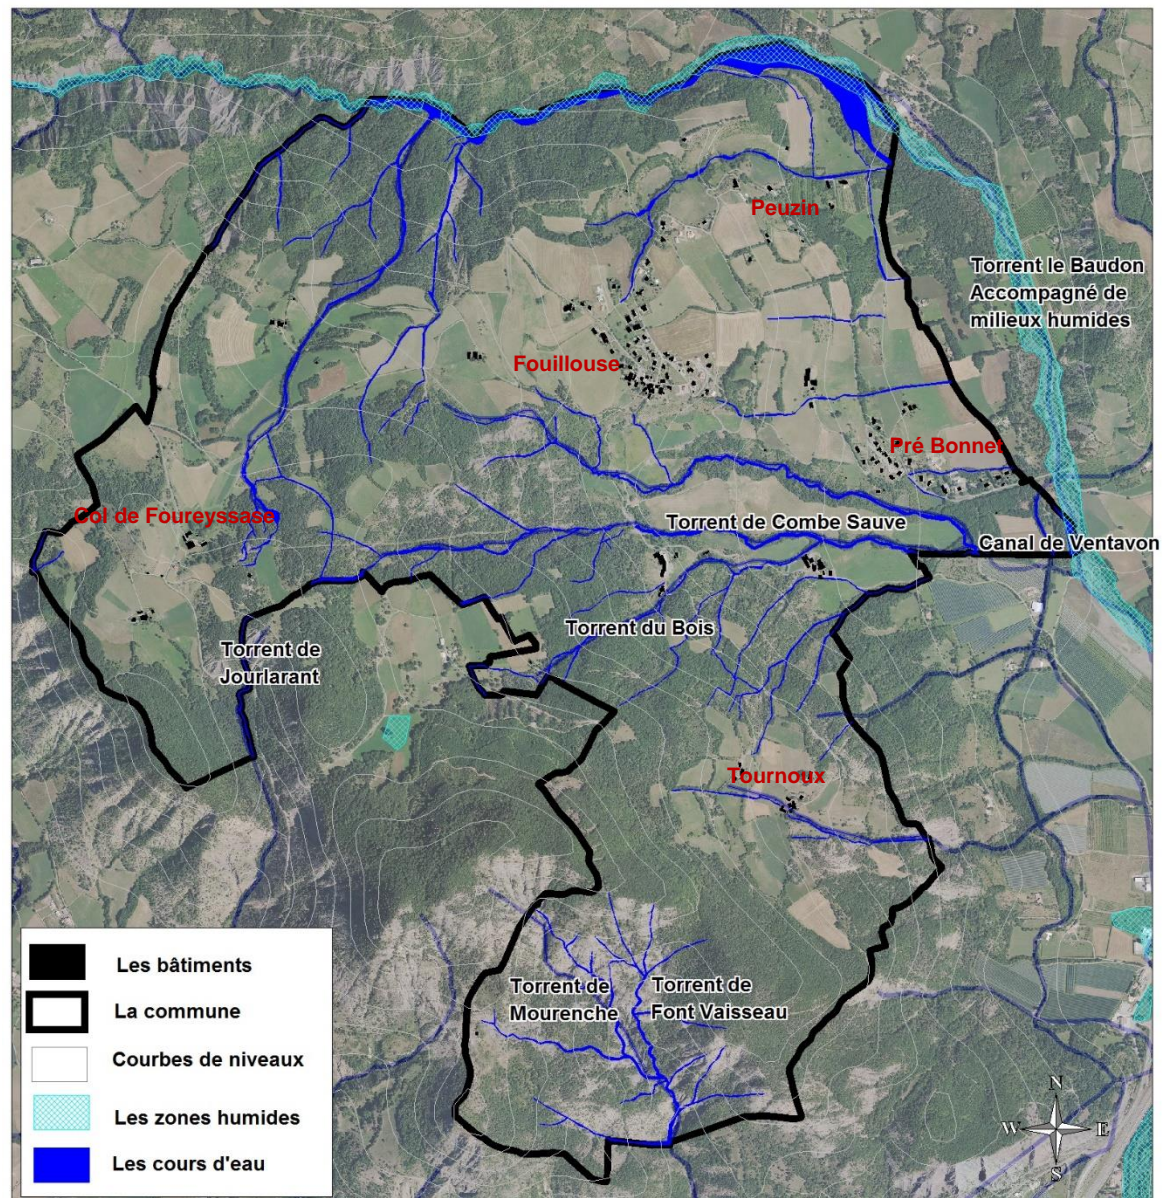 Peuzin
Torrent le Baudon
Accompagné de
milieux humides
Fouillouse
Pré Bonnet
Col de Foureyssase
Torrent de Combe Sauve
Canal de Ventavon
Torrent du Bois
Torrent de
Jourlarant
Tournoux
Torrent de
Mourenche
Torrent de
Font Vaisseau
Les bâtiments
La commune
Courbes de niveaux
Les zones humides
Les cours d'eau
N
W
E
S